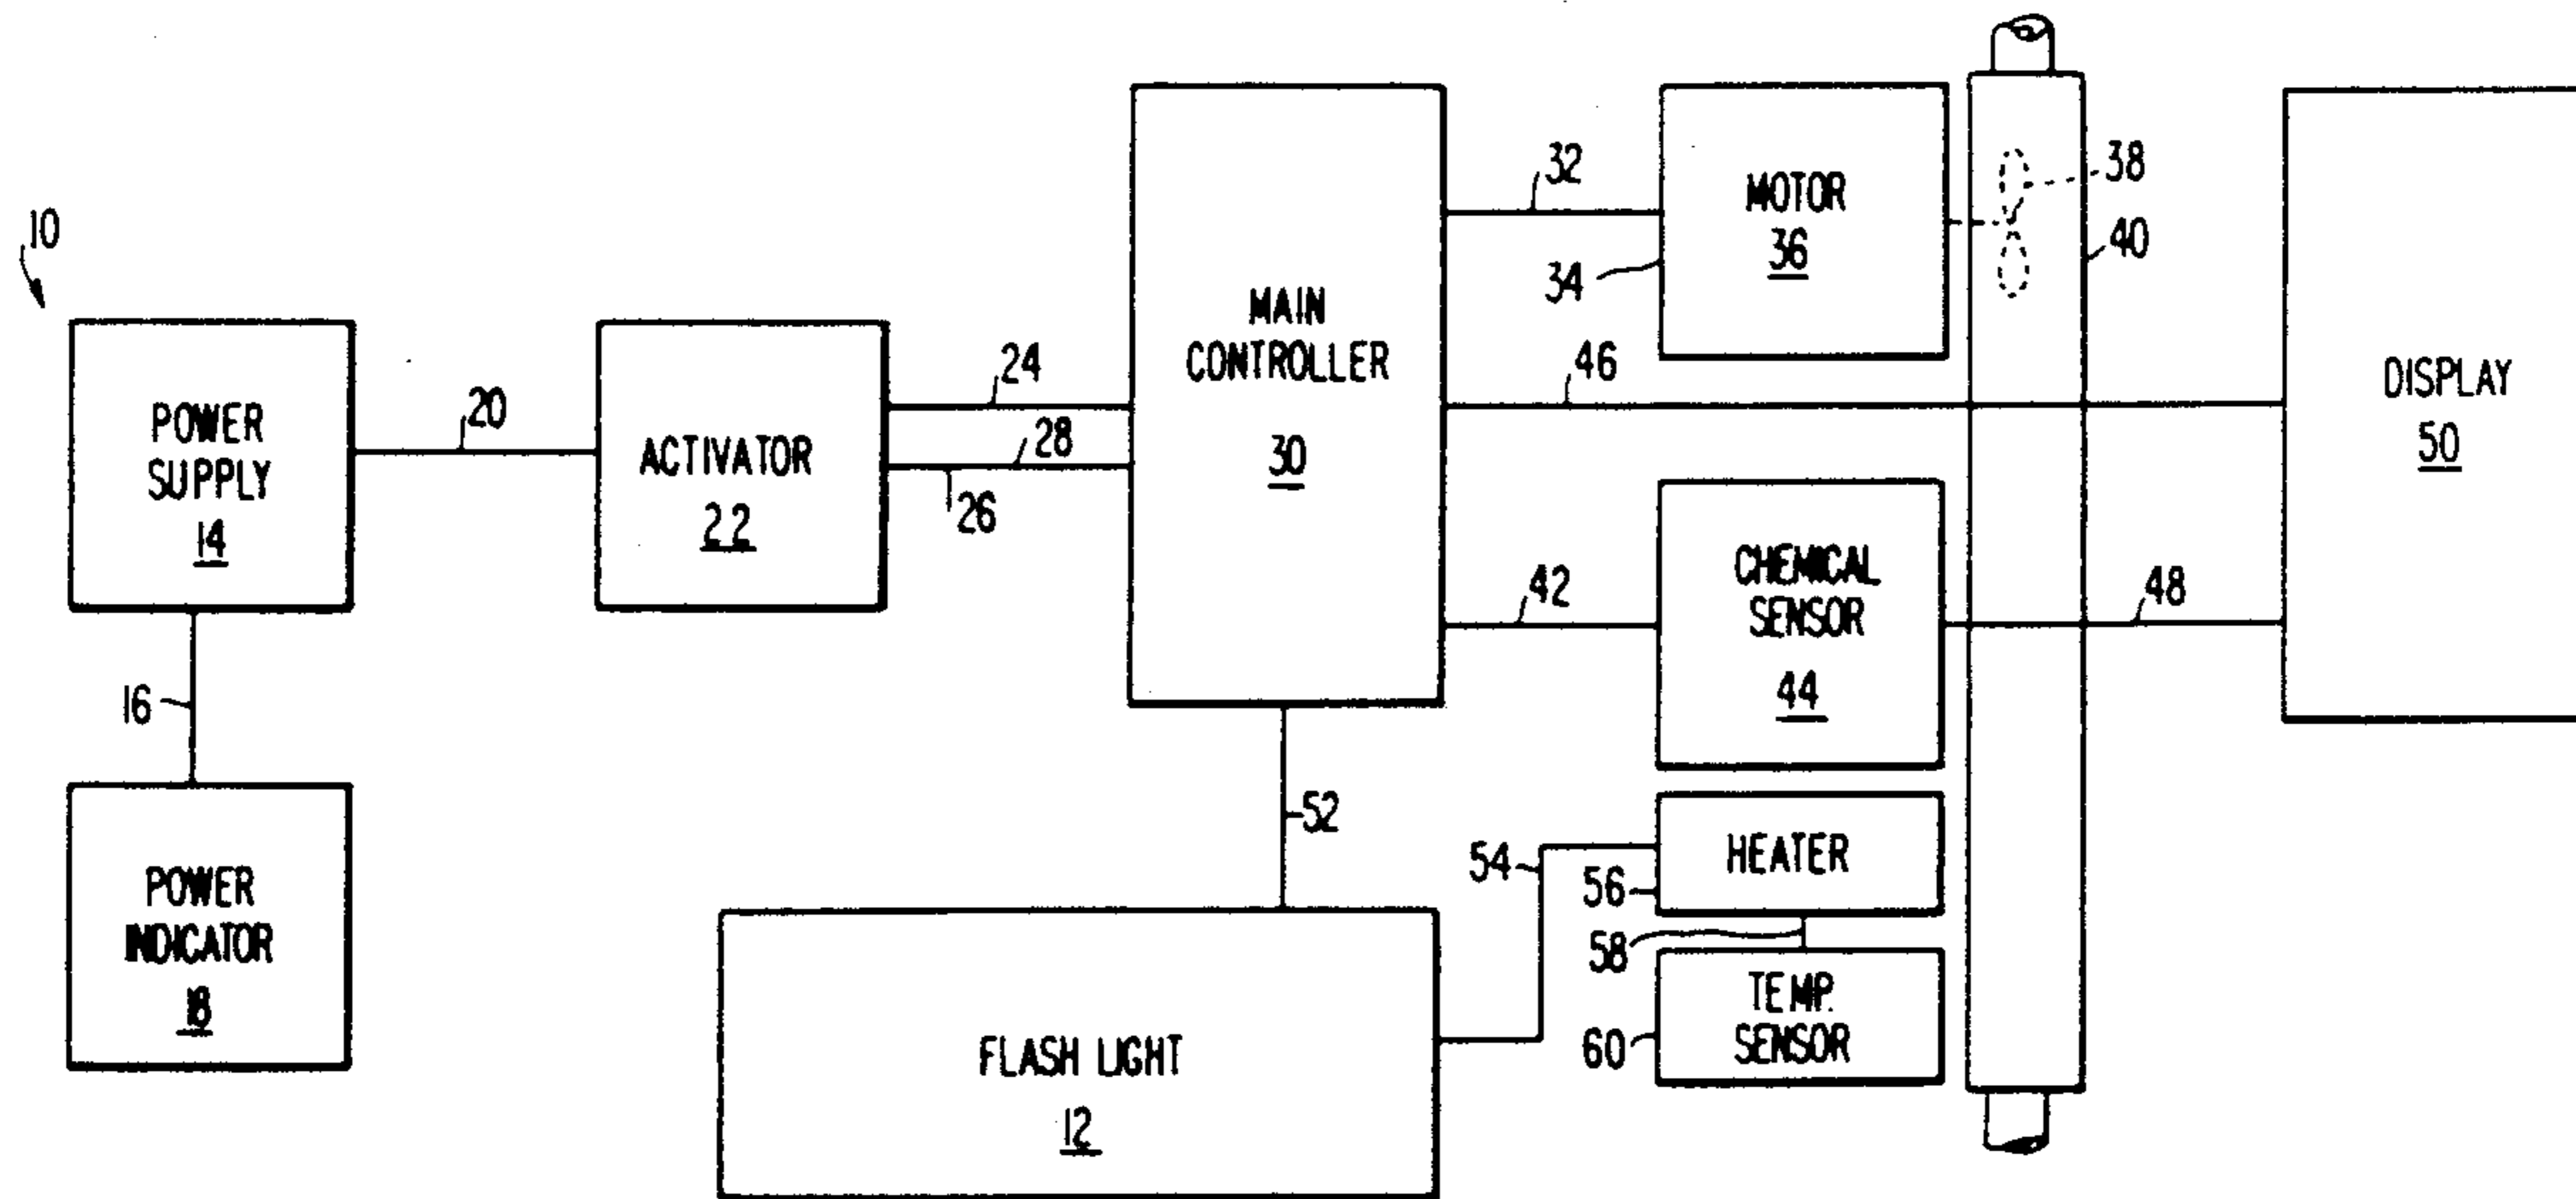 10
POWER
SUPPLY
14
16
POWER
INDICATOR
18
20
ACTIVATOR
22
24
28
26
MAIN
CONTROLLER
30
32
34
MOTOR
36
38
40
46
42
CHEMICAL
SENSOR
44
48
DISPLAY
50
52
FLASH LIGHT
12
54
56
HEATER
58
60
TEMP.
SENSOR